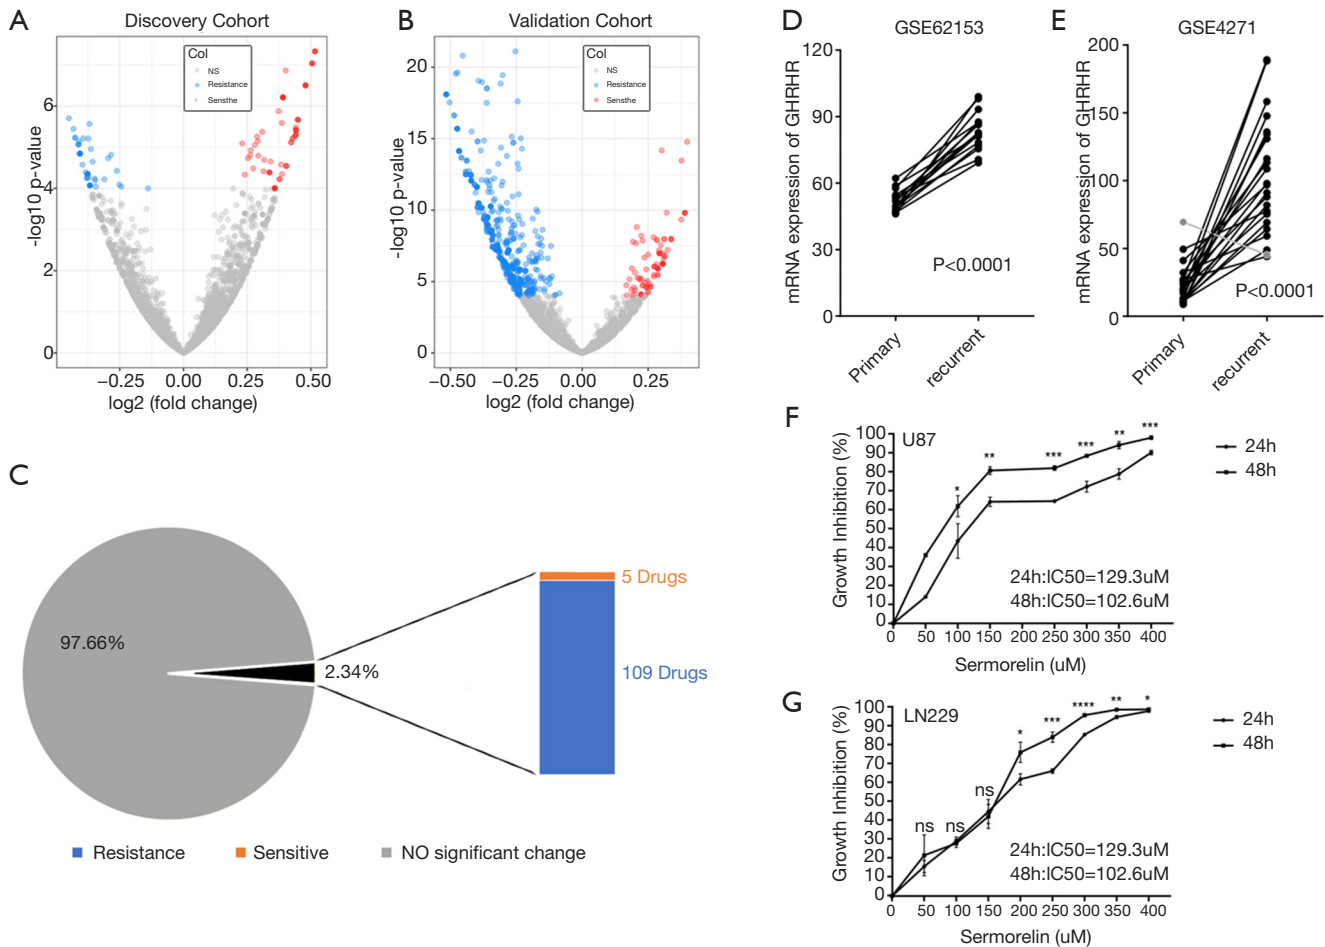 A
Discovery Cohort
Col
NS
Resistance
Sensthe
-log10 p-value
6
4
2
0
−0.25
0.00
0.25
0.50
log2 (fold change)
B
Validation Cohort
Col
NS
Resistance
Sensthe
-log10 p-value
20
15
10
5
0
−0.50
−0.25
0.00
0.25
log2 (fold change)
C
97.66%
2.34%
5 Drugs
109 Drugs
Resistance
Sensitive
NO significant change
D
GSE62153
mRNA expression of GHRHR
120
90
60
30
0
P<0.0001
Primary
recurrent
E
GSE4271
mRNA expression of GHRHR
200
150
100
50
0
P<0.0001
Primary
recurrent
F
U87
Growth Inhibition (%)
100
90
80
70
60
50
40
30
20
10
0
* ** *** *** ** ***
24h
48h
24h:IC50=129.3uM
48h:IC50=102.6uM
0 50 100 150 200 250 300 350 400
Sermorelin (uM)
G
LN229
Growth Inhibition (%)
100
90
80
70
60
50
40
30
20
10
0
ns ns ns * *** **** ** *
24h
48h
24h:IC50=129.3uM
48h:IC50=102.6uM
0 50 100 150 200 250 300 350 400
Sermorelin (uM)